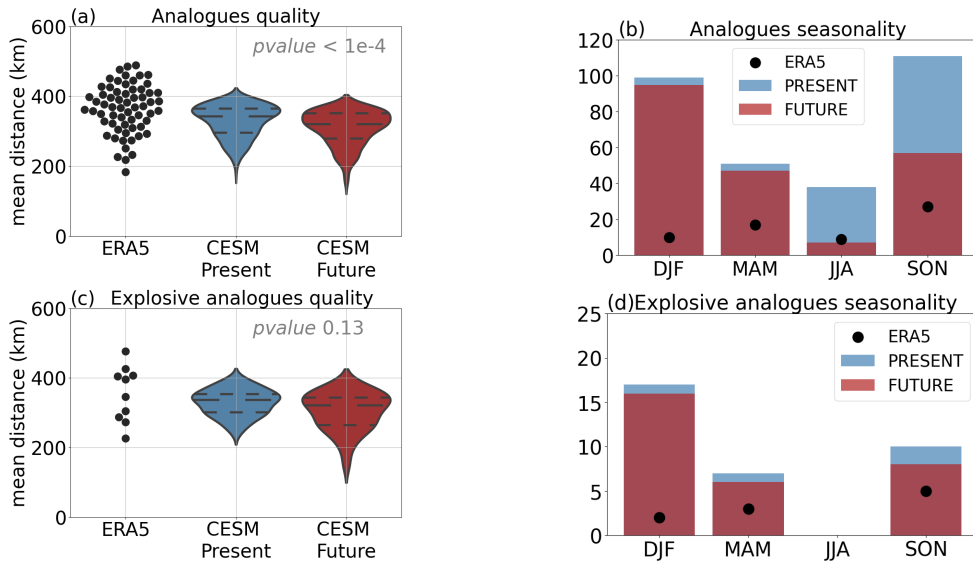 (a) Analogues quality
600
400
200
0
mean distance (km)
pvalue < 1e-4
ERA5
CESM
Present
CESM
Future
(b) Analogues seasonality
120
100
80
60
40
20
0
ERA5
PRESENT
FUTURE
DJF
MAM
JJA
SON
(c) Explosive analogues quality
600
400
200
0
mean distance (km)
pvalue 0.13
ERA5
CESM
Present
CESM
Future
(d)Explosive analogues seasonality
25
20
15
10
5
0
ERA5
PRESENT
FUTURE
DJF
MAM
JJA
SON